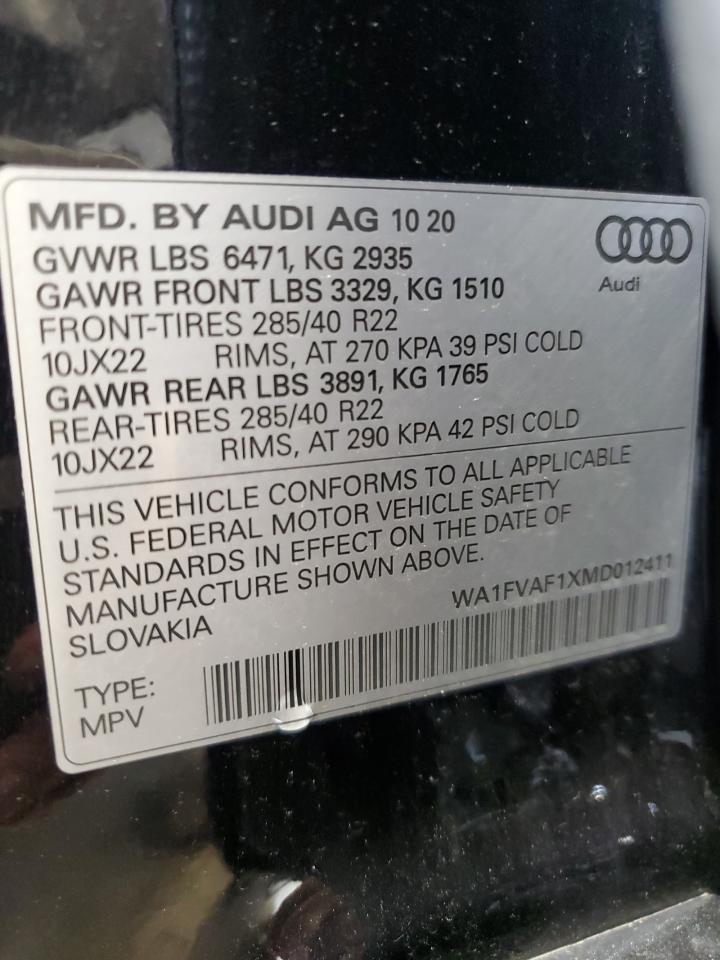 MFD. BY AUDI AG 10 20
GVWR LBS 6471, KG 2935
GAWR FRONT LBS 3329, KG 1510
FRONT-TIRES 285/40 R22
10JX22 RIMS, AT 270 KPA 39 PSI COLD
GAWR REAR LBS 3891, KG 1765
REAR-TIRES 285/40 R22
10JX22 RIMS, AT 290 KPA 42 PSI COLD
Audi
THIS VEHICLE CONFORMS TO ALL APPLICABLE
U.S. FEDERAL MOTOR VEHICLE SAFETY
STANDARDS IN EFFECT ON THE DATE OF
MANUFACTURE SHOWN ABOVE.
SLOVAKIA
WA1FVAF1XMD012411
TYPE:
MPV